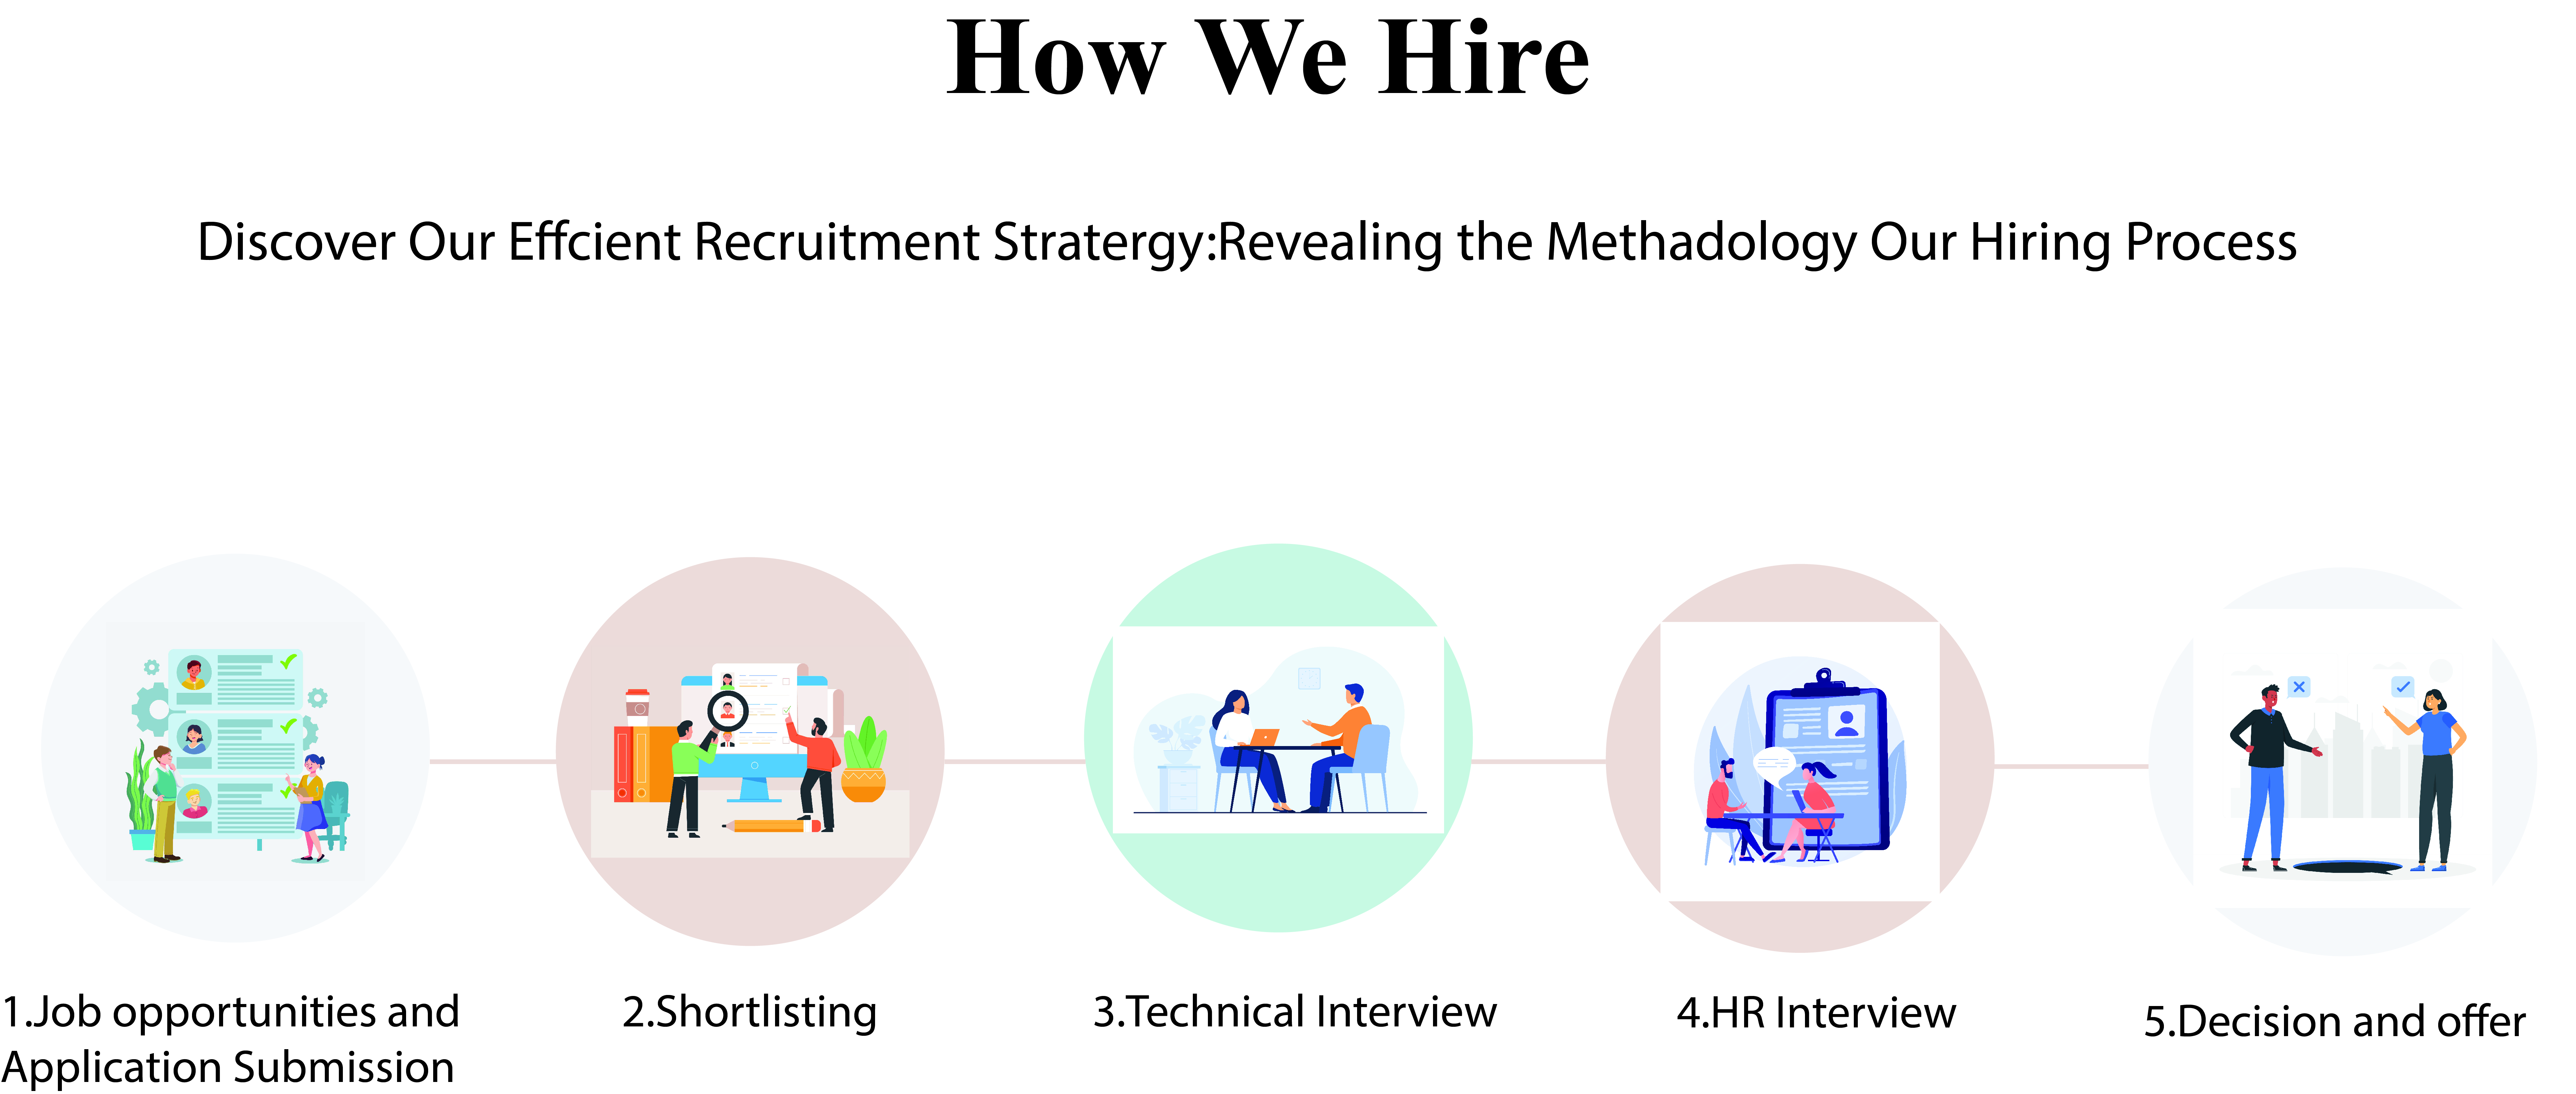 How We Hire
Discover Our Effcient Recruitment Stratergy:Revealing the Methadology Our Hiring Process
1.Job opportunities and
Application Submission
2.Shortlisting
3.Technical Interview
4.HR Interview
5.Decision and offer